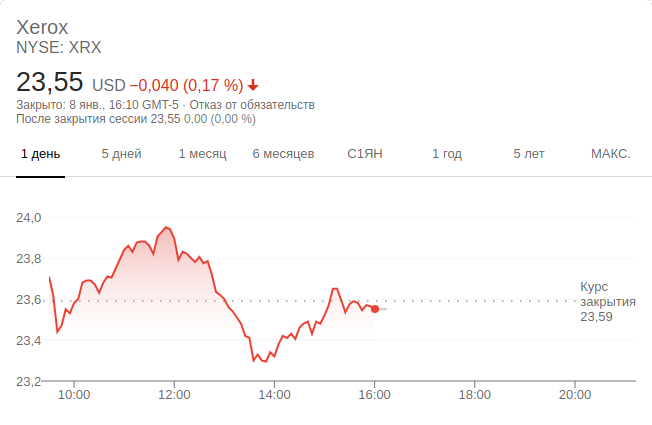 Xerox
NYSE: XRX
23,55 USD −0,040 (0,17 %)
Закрыто: 8 янв., 16:10 GMT-5 · Отказ от обязательств
После закрытия сессии 23,55 0,00 (0,00 %)
1 день 5 дней 1 месяц 6 месяцев С1ЯН 1 год 5 лет МАКС.
24,0
23,8
23,6
23,4
23,2
Курс
закрытия
23,59
10:00 12:00 14:00 16:00 18:00 20:00